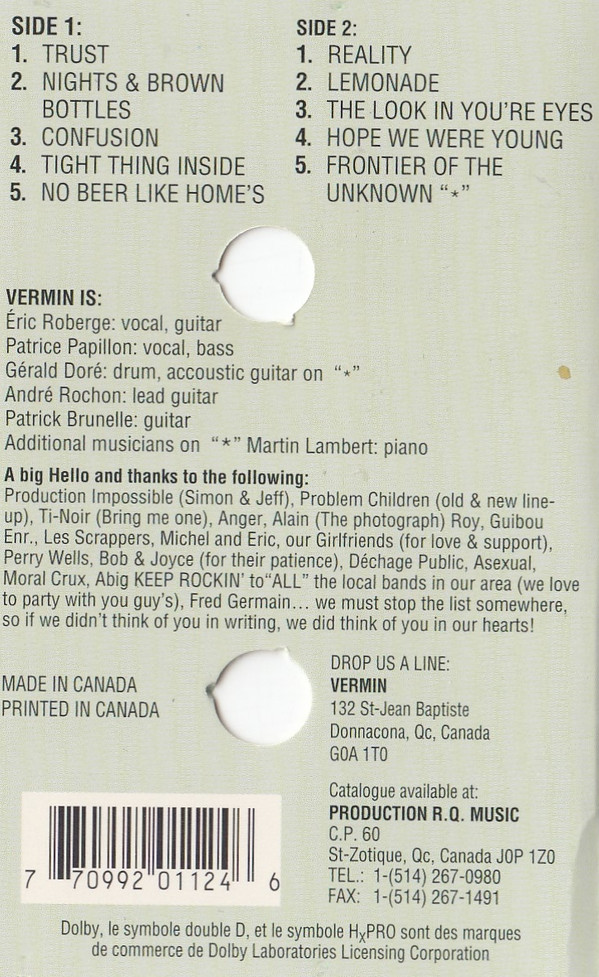 SIDE 1:
1. TRUST
2. NIGHTS & BROWN
BOTTLES
3. CONFUSION
4. TIGHT THING INSIDE
5. NO BEER LIKE HOME'S
SIDE 2:
1. REALITY
2. LEMONADE
3. THE LOOK IN YOU'RE EYES
4. HOPE WE WERE YOUNG
5. FRONTIER OF THE
UNKNOWN “*”
VERMIN IS:
Éric Roberge: vocal, guitar
Patrice Papillon: vocal, bass
Gérald Doré: drum, accoustic guitar on “*”
André Rochon: lead guitar
Patrick Brunelle: guitar
Additional musicians on “*” Martin Lambert: piano
A big Hello and thanks to the following:
Production Impossible (Simon & Jeff), Problem Children (old & new line-
up), Ti-Noir (Bring me one), Anger, Alain (The photograph) Roy, Guibou
Enr., Les Scrappers, Michel and Eric, our Girlfriends (for love & support),
Perry Wells, Bob & Joyce (for their patience), Déchage Public, Asexual,
Moral Crux, Abig KEEP ROCKIN' to“ALL” the local bands in our area (we love
to party with you guy's), Fred Germain... we must stop the list somewhere,
so if we didn't think of you in writing, we did think of you in our hearts!
MADE IN CANADA
PRINTED IN CANADA
DROP US A LINE:
VERMIN
132 St-Jean Baptiste
Donnacona, Qc, Canada
G0A 1T0
Catalogue available at:
PRODUCTION R.Q. MUSIC
C.P. 60
St-Zotique, Qc, Canada J0P 1Z0
TEL.: 1-(514) 267-0980
FAX: 1-(514) 267-1491
7 70992 01124 6
Dolby, le symbole double D, et le symbole HxPRO sont des marques
de commerce de Dolby Laboratories Licensing Corporation